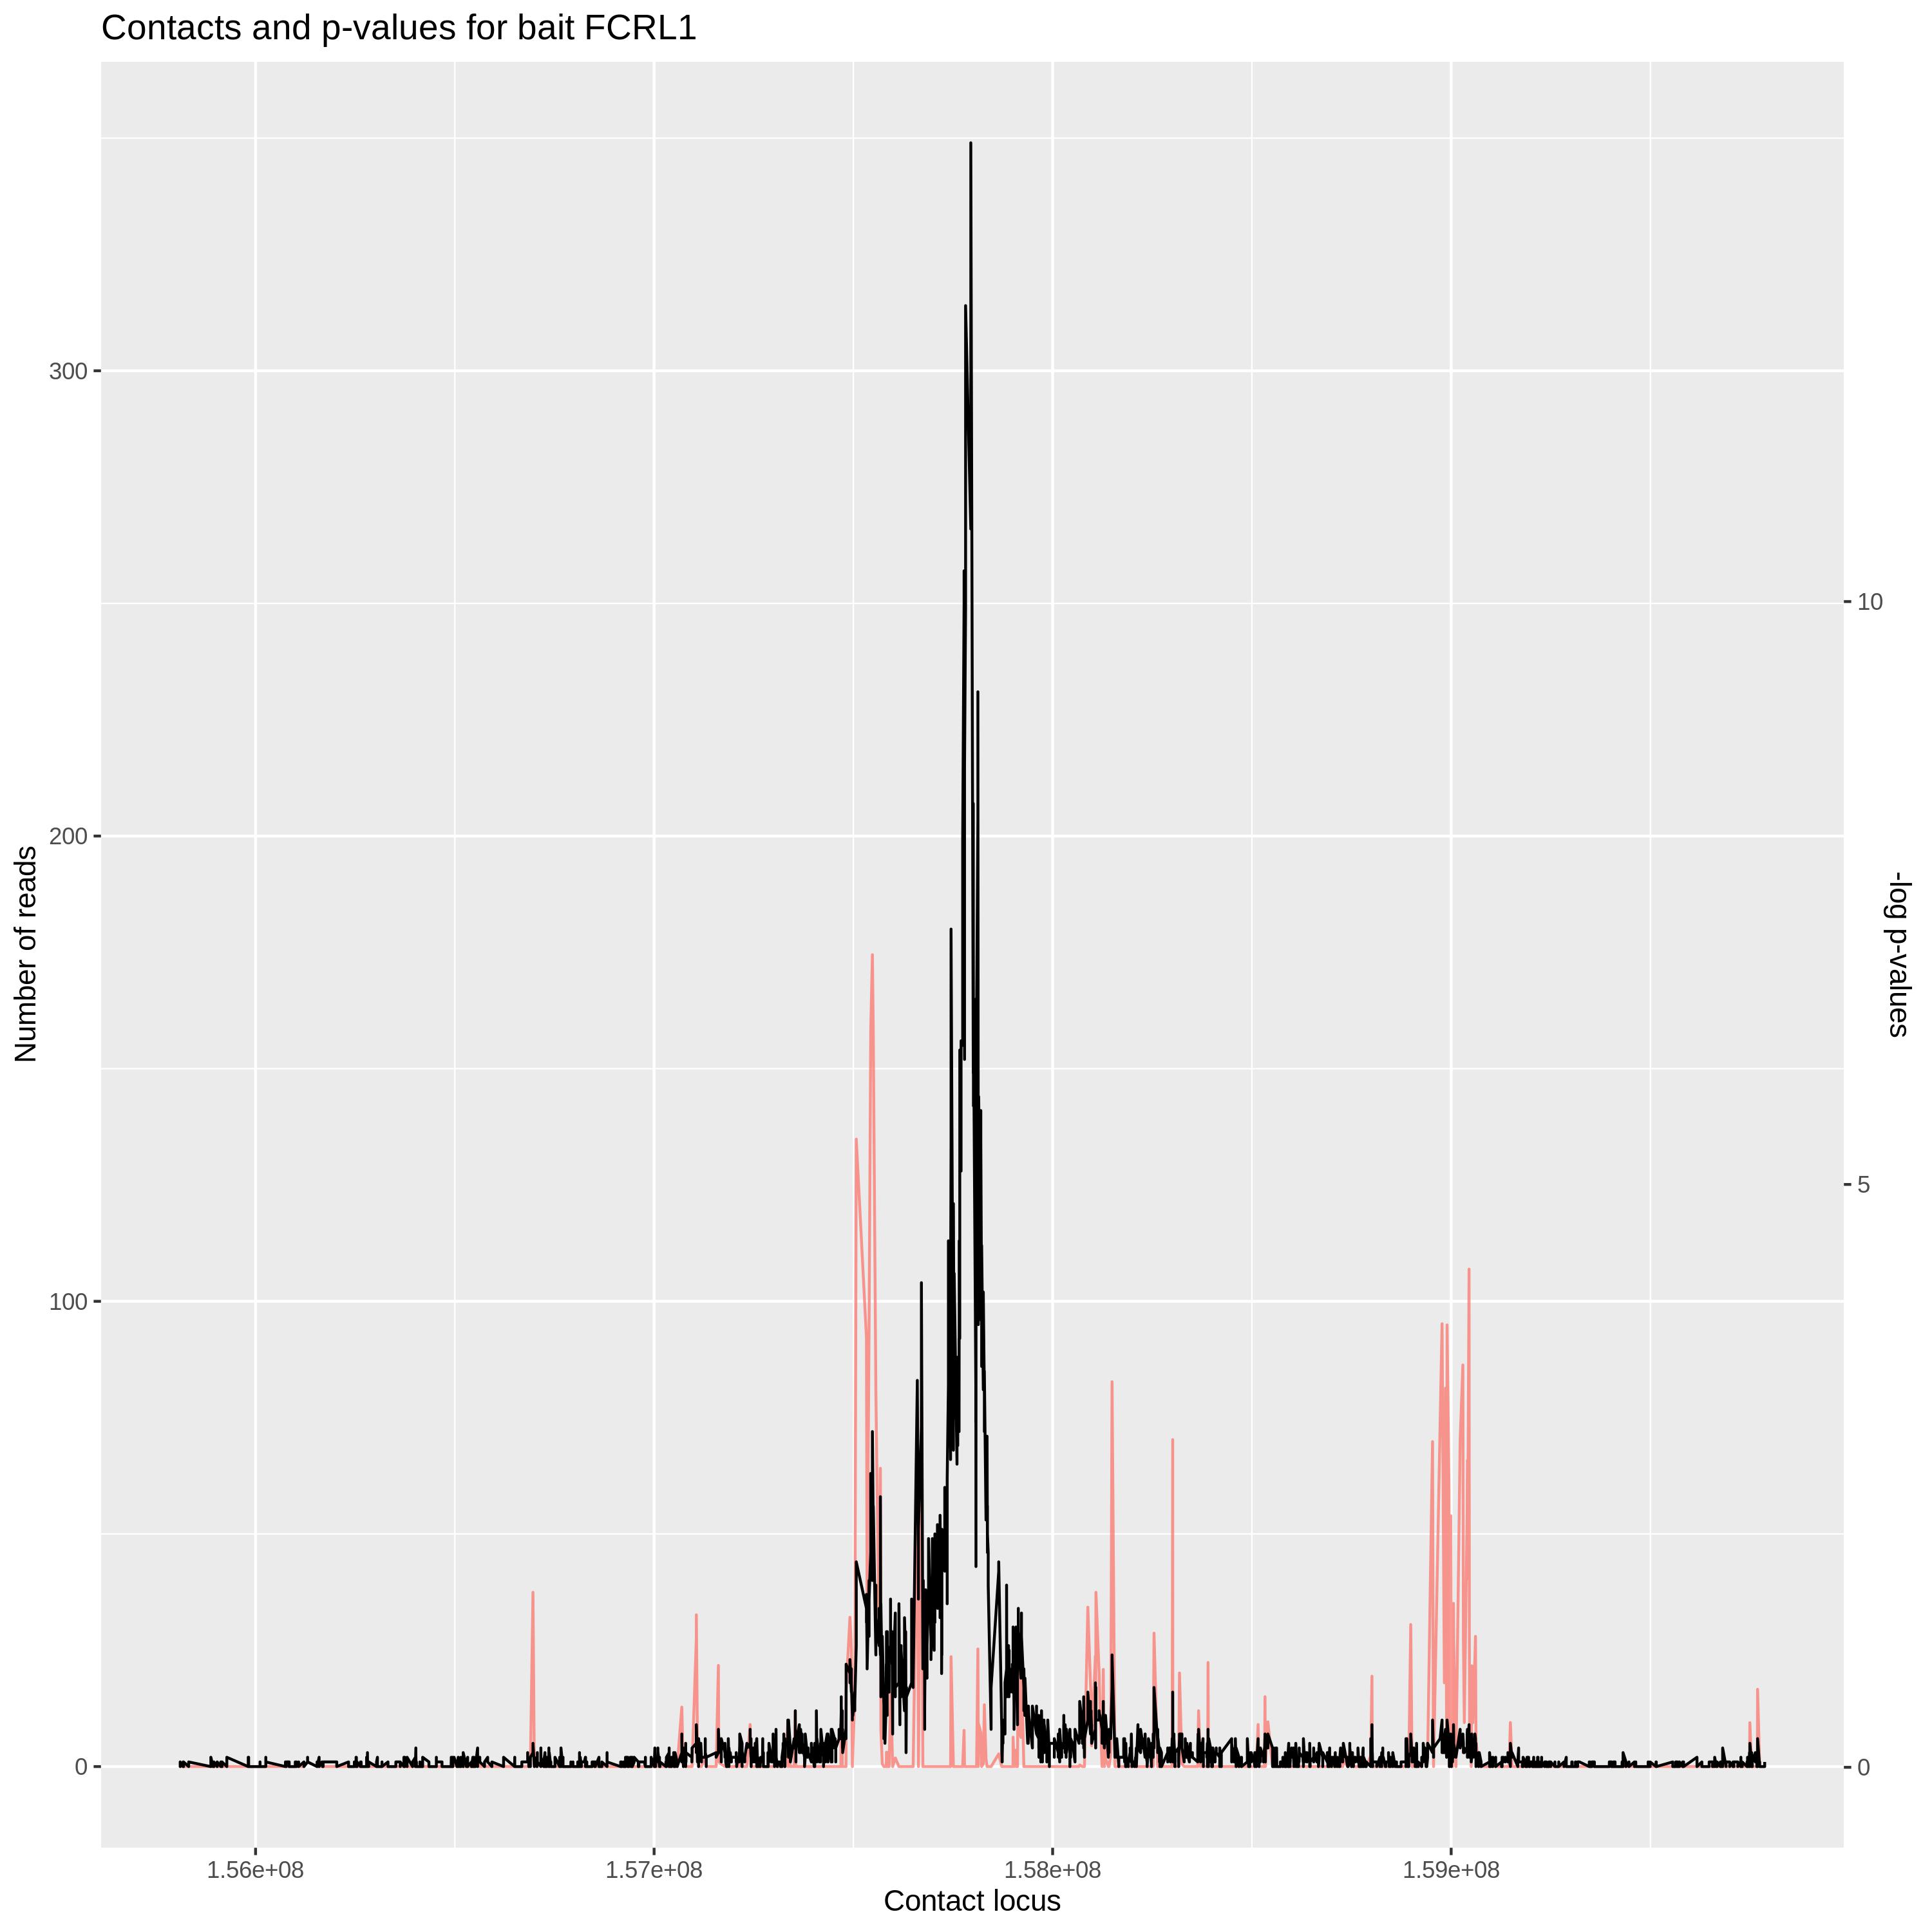 Contacts and p-values for bait FCRL1
Number of reads
300
200
100
0
10
5
0
-log p-values
1.56e+08
1.57e+08
1.58e+08
1.59e+08
Contact locus